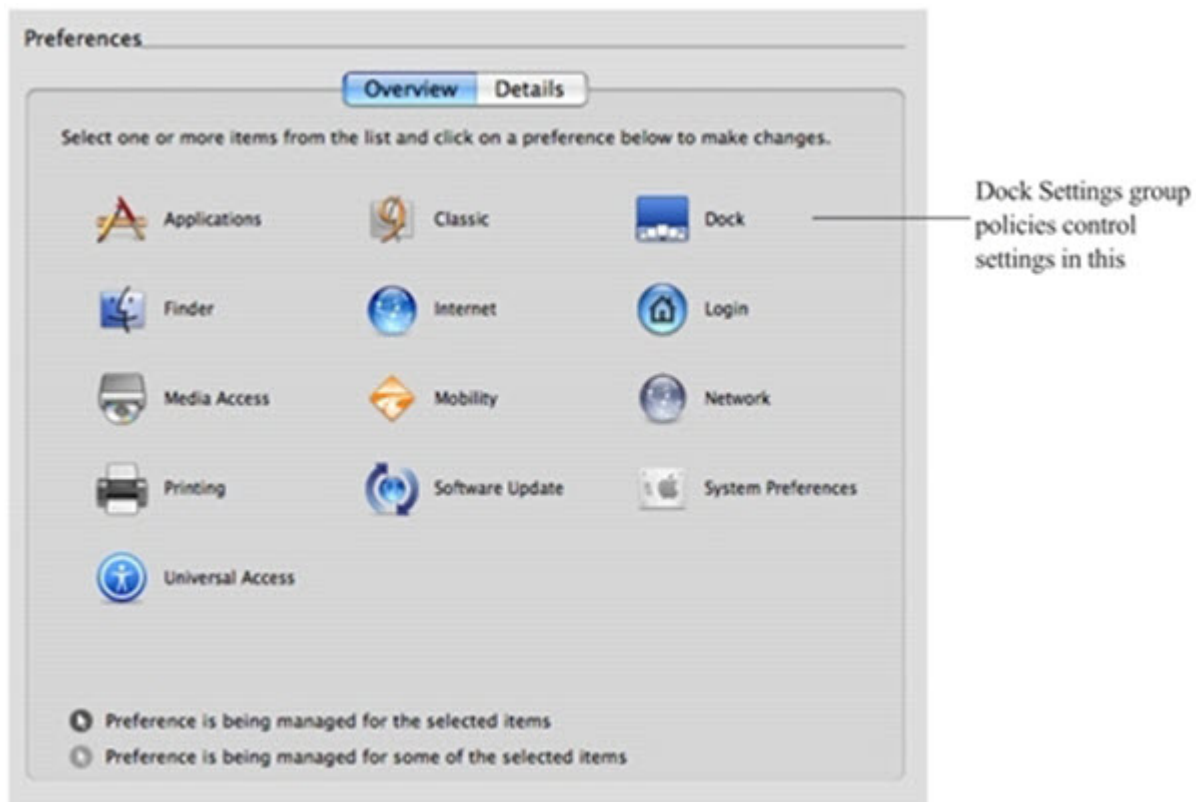 Preferences
Overview Details
Select one or more items from the list and click on a preference below to make changes.
Applications Classic Dock
Finder Internet Login
Media Access Mobility Network
Printing Software Update System Preferences
Universal Access
Preference is being managed for the selected items
Preference is being managed for some of the selected items
Dock Settings group
policies control
settings in this